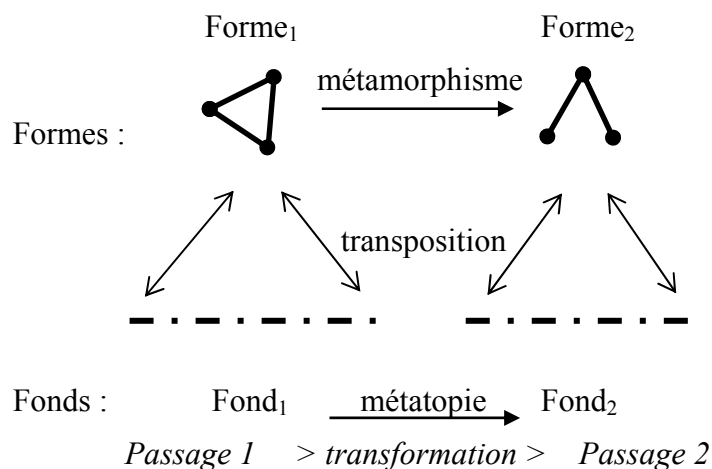 Forme₁ Forme₂
métamorphisme
Formes :
transposition
Fonds : Fond₁ métatopie Fond₂
Passage 1 > transformation > Passage 2